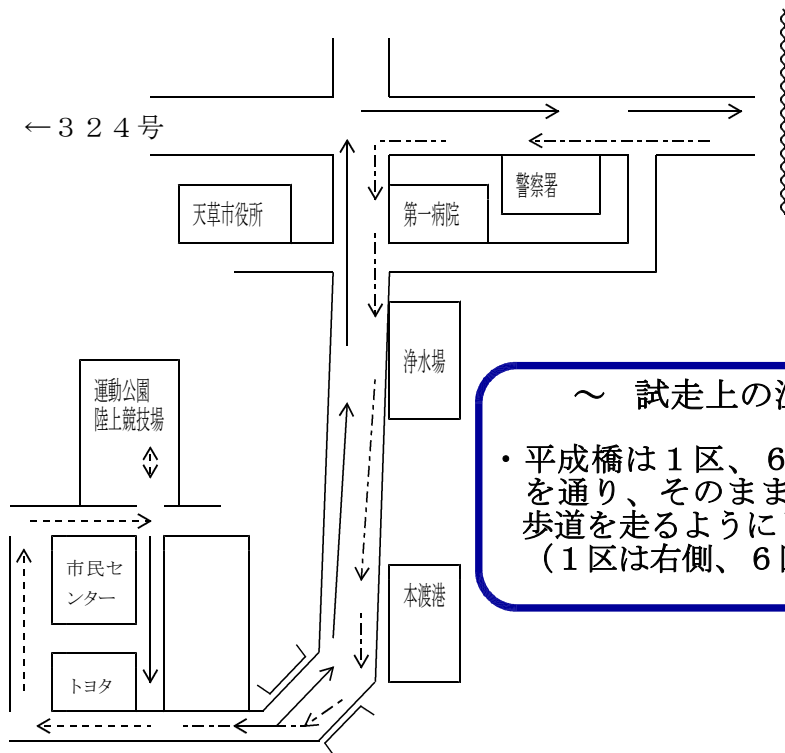 ←３２４号
警察署
天草市役所
第一病院
浄水場
運動公園
陸上競技場
～　試走上の注
・平成橋は１区、６
を通り、そのまま
歩道を走るように
（１区は右側、６
市民セ
ンター
本渡港
トヨタ